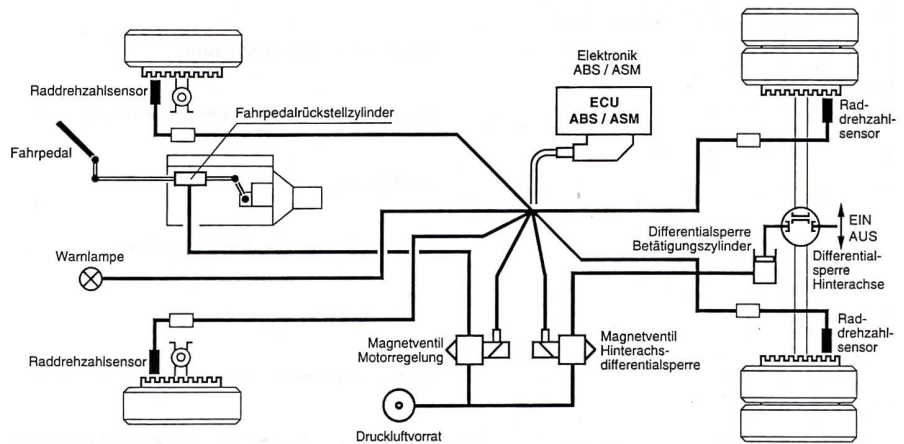 Elektronik
ABS / ASM
ECU
ABS / ASM
Raddrehzahlsensor
Fahrpedalrückstellzylinder
Fahrpedal
Rad-
drehzahl-
sensor
EIN
AUS
Differentialsperre
Betätigungszylinder
Differential-
sperre
Hinterachse
Warnlampe
Rad-
drehzahl-
sensor
Magnetventil
Motorregelung
Magnetventil
Hinterachs-
differentialsperre
Raddrehzahlsensor
Druckluftvorrat